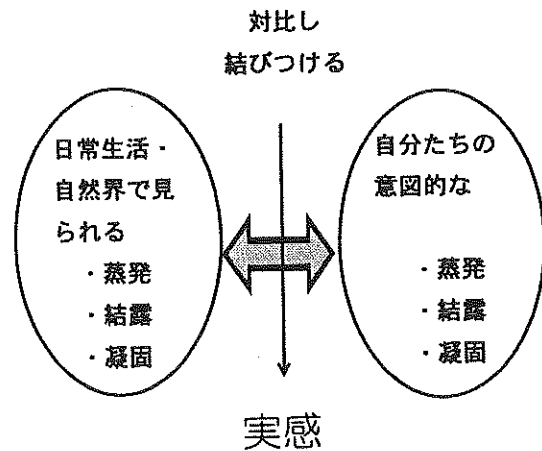 対比し
結びつける
日常生活・
自然界で見
られる
・蒸発
・結露
・凝固
自分たちの
意図的な
・蒸発
・結露
・凝固
実感